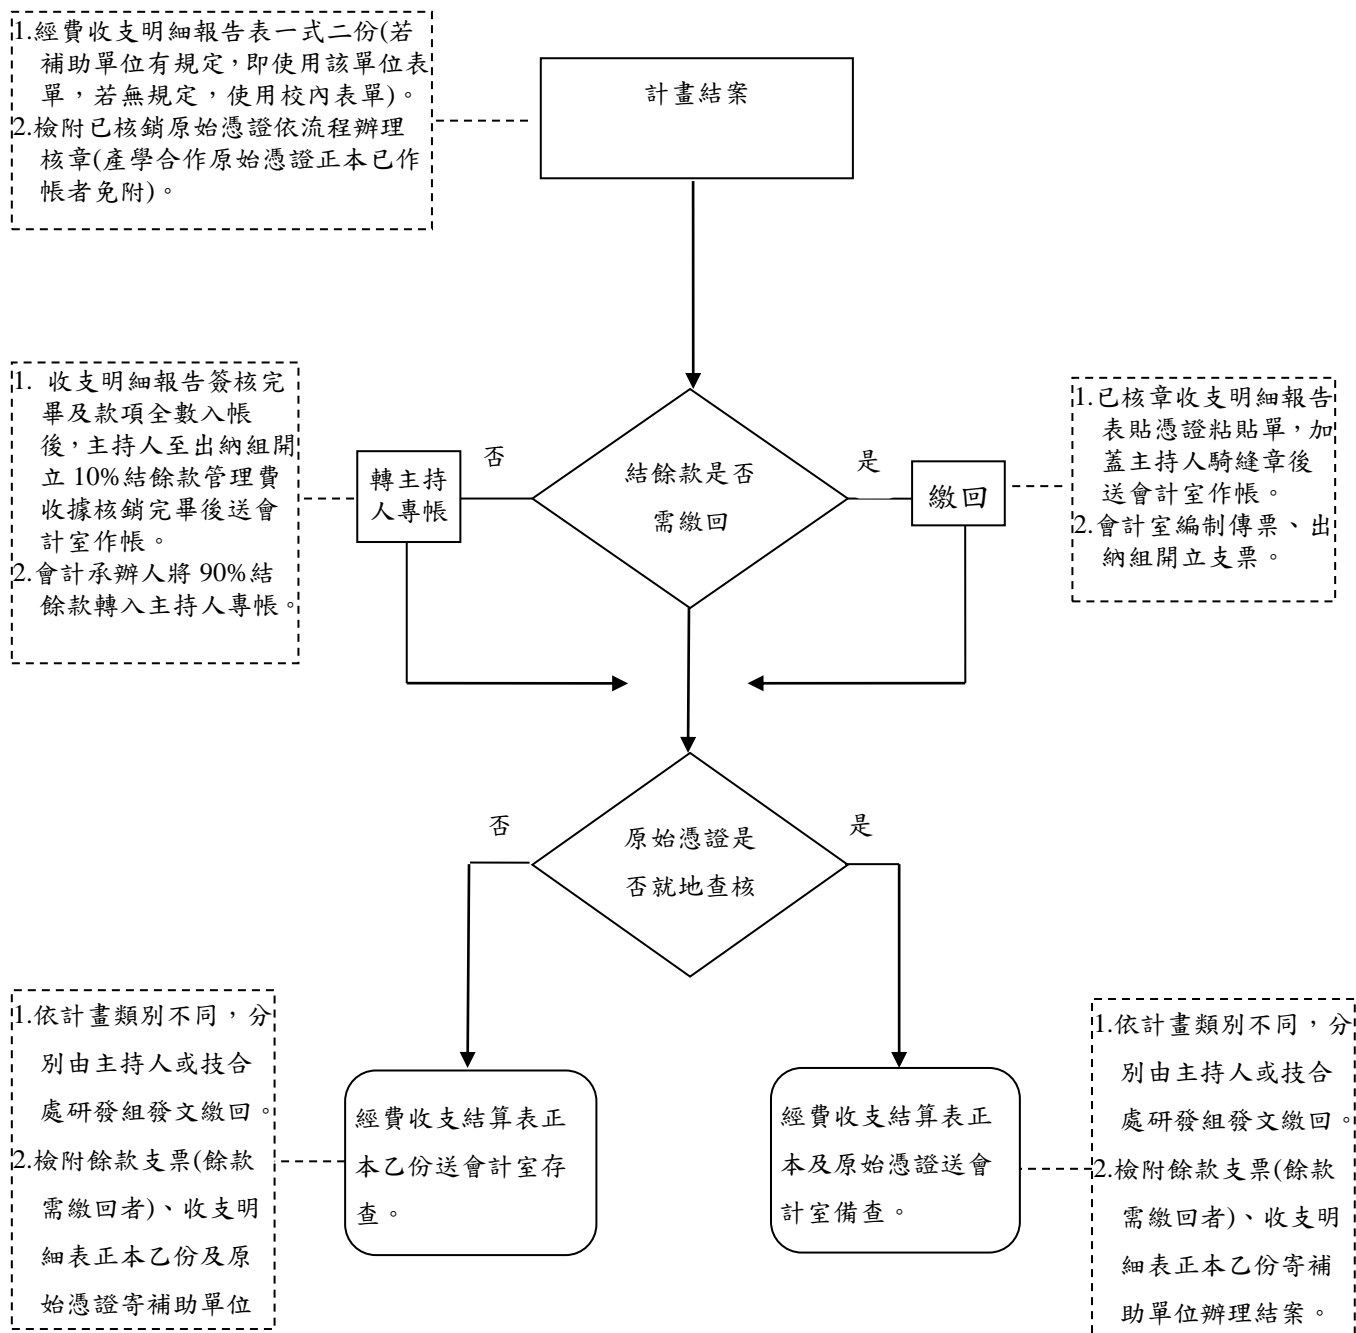 1.經費收支明細報告表一式二份(若
補助單位有規定，即使用該單位表
單，若無規定，使用校內表單)。
2.檢附已核銷原始憑證依流程辦理
核章(產學合作原始憑證正本已作
帳者免附)。
計畫結案
1. 收支明細報告簽核完
畢及款項全數入帳
後，主持人至出納組開
立 10%結餘款管理費
收據核銷完畢後送會
計室作帳。
2.會計承辦人將 90%結
餘款轉入主持人專帳。
轉主持
人專帳
否
結餘款是否
需繳回
是
繳回
1.已核章收支明細報告
表貼憑證粘貼單，加
蓋主持人騎縫章後
送會計室作帳。
2.會計室編制傳票、出
納組開立支票。
否
原始憑證是
否就地查核
是
1.依計畫類別不同，分
別由主持人或技合
處研發組發文繳回。
2.檢附餘款支票(餘款
需繳回者)、收支明
細表正本乙份及原
始憑證寄補助單位
經費收支結算表正
本乙份送會計室存
查。
經費收支結算表正
本及原始憑證送會
計室備查。
1.依計畫類別不同，分
別由主持人或技合
處研發組發文繳回。
2.檢附餘款支票(餘款
需繳回者)、收支明
細表正本乙份寄補
助單位辦理結案。